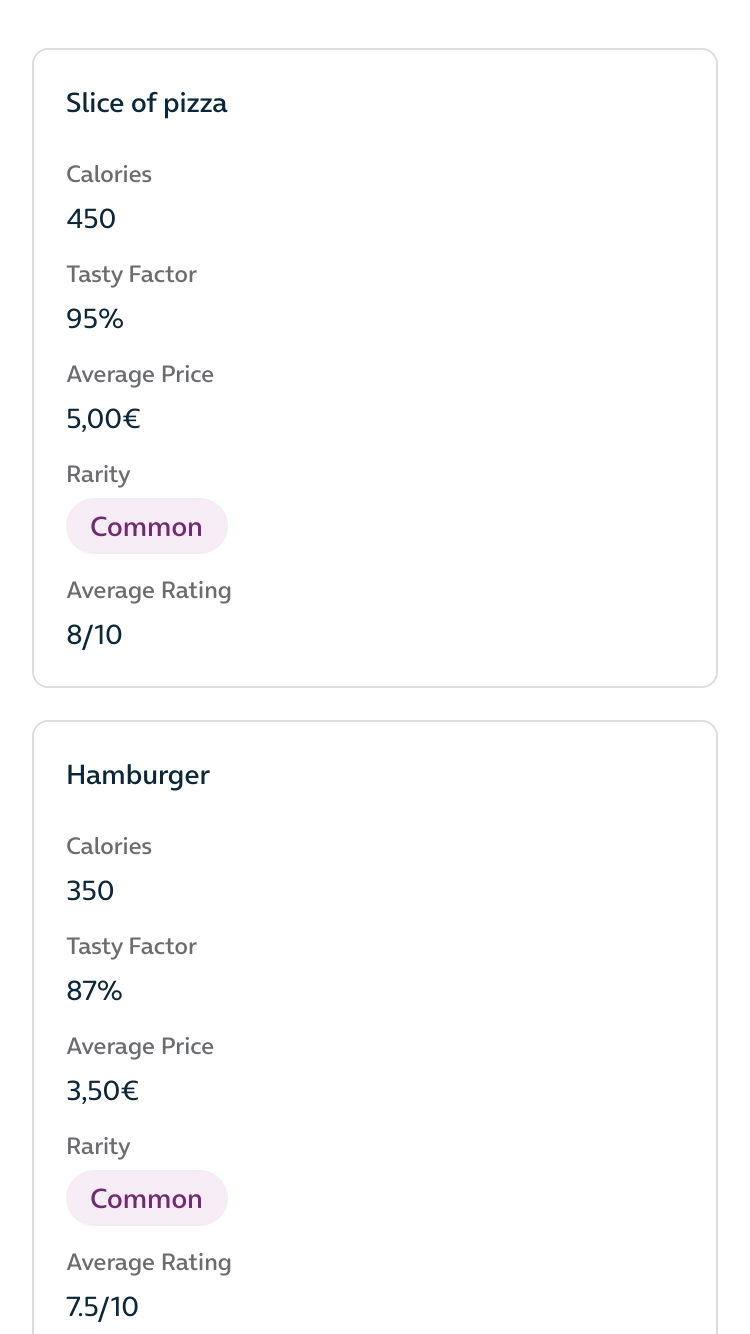 Slice of pizza
Calories
450
Tasty Factor
95%
Average Price
5,00€
Rarity
Common
Average Rating
8/10
Hamburger
Calories
350
Tasty Factor
87%
Average Price
3,50€
Rarity
Common
Average Rating
7.5/10